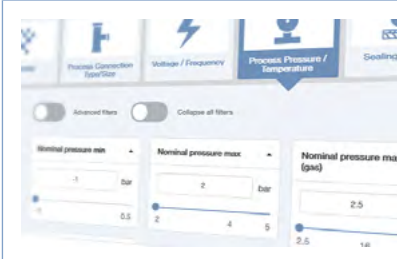 Process Connection
Type/Size
Voltage / Frequency
Process Pressure /
Temperature
Sealing
Advanced filters
Collapse all filters
Nominal pressure min
-1
bar
-1
0.5
Nominal pressure max
2
bar
2
4
5
Nominal pressure ma
(gas)
2.5
2.5
16